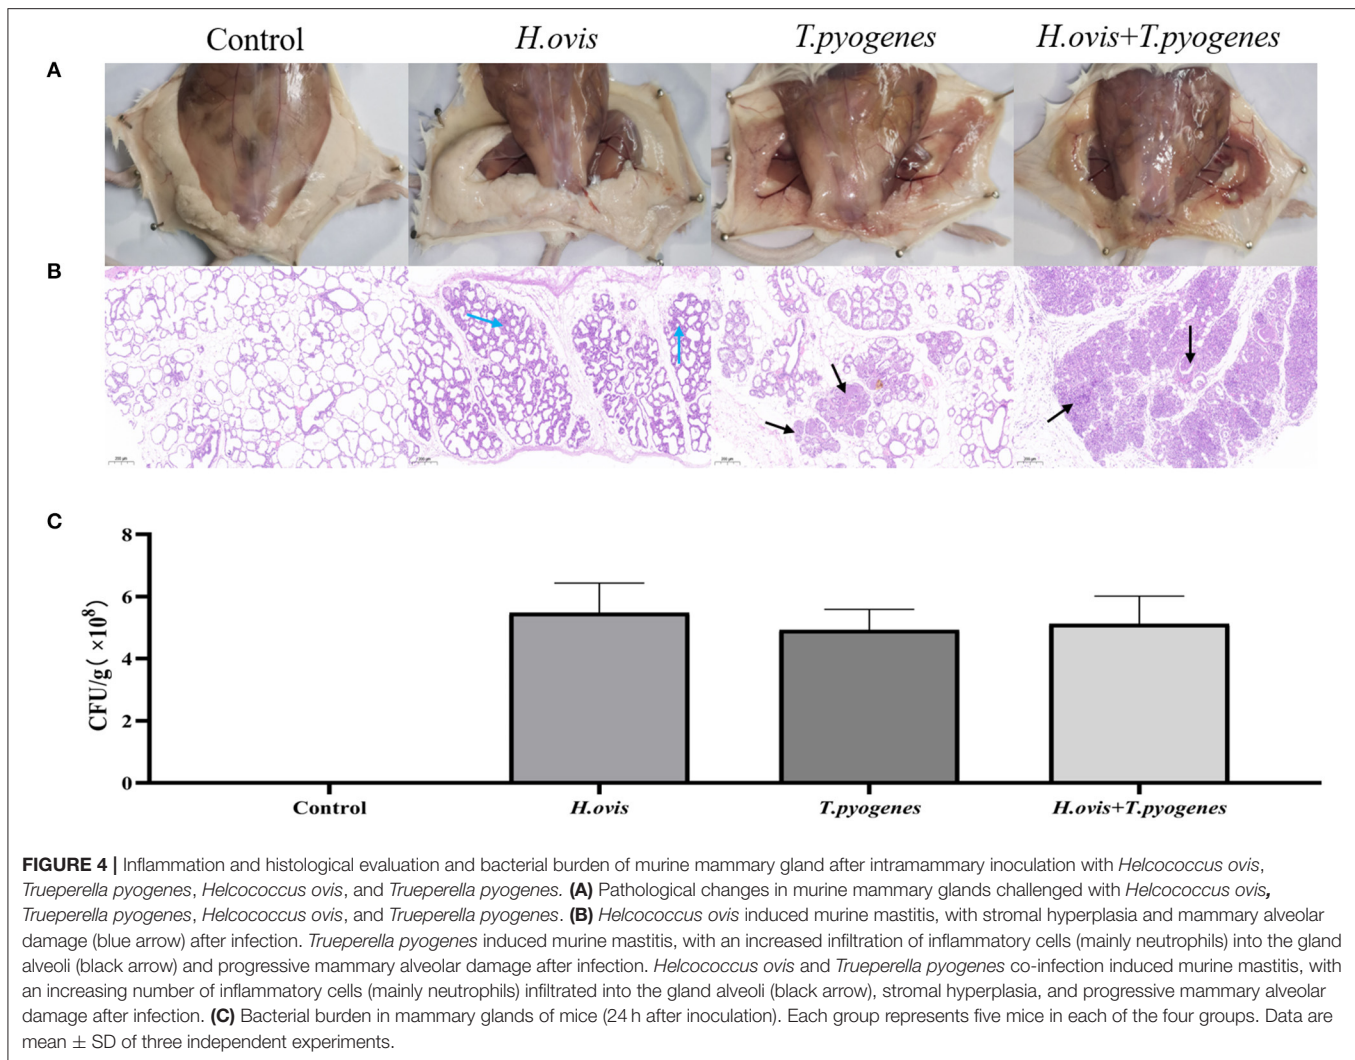 Control H.ovis T.pyogenes H.ovis+T.pyogenes
A
B
200 μm 200 μm 200 μm 200 μm
C
8
6
4
2
0
CFU/g( ×10⁸)
Control H.ovis T.pyogenes H.ovis+T.pyogenes
FIGURE 4 | Inflammation and histological evaluation and bacterial burden of murine mammary gland after intramammary inoculation with Helcococcus ovis,
Trueperella pyogenes, Helcococcus ovis, and Trueperella pyogenes. (A) Pathological changes in murine mammary glands challenged with Helcococcus ovis,
Trueperella pyogenes, Helcococcus ovis, and Trueperella pyogenes. (B) Helcococcus ovis induced murine mastitis, with stromal hyperplasia and mammary alveolar
damage (blue arrow) after infection. Trueperella pyogenes induced murine mastitis, with an increased infiltration of inflammatory cells (mainly neutrophils) into the gland
alveoli (black arrow) and progressive mammary alveolar damage after infection. Helcococcus ovis and Trueperella pyogenes co-infection induced murine mastitis, with
an increasing number of inflammatory cells (mainly neutrophils) infiltrated into the gland alveoli (black arrow), stromal hyperplasia, and progressive mammary alveolar
damage after infection. (C) Bacterial burden in mammary glands of mice (24 h after inoculation). Each group represents five mice in each of the four groups. Data are
mean ± SD of three independent experiments.